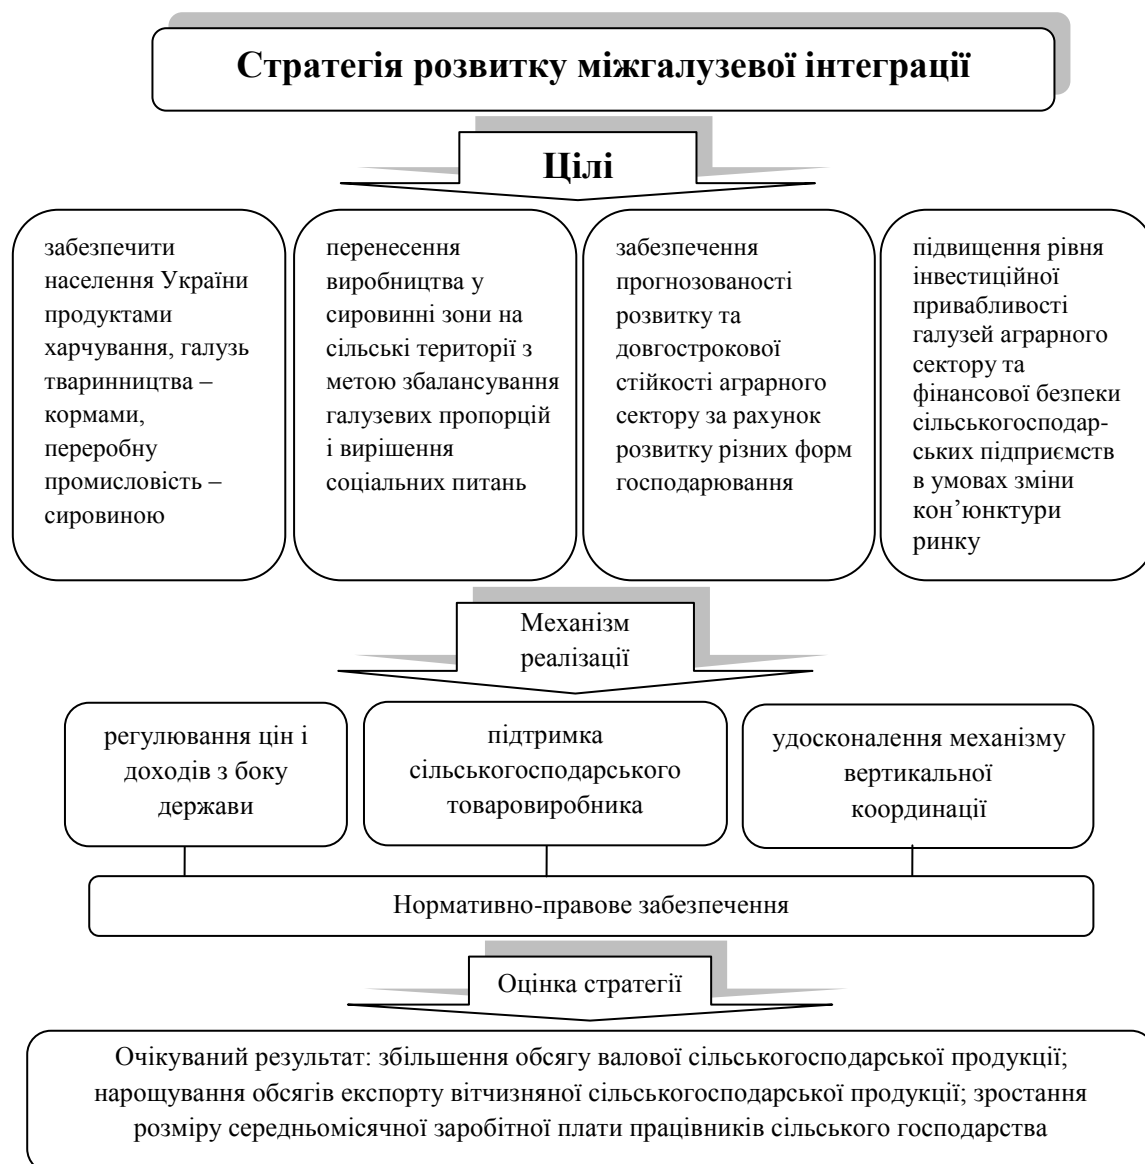 Стратегія розвитку міжгалузевої інтеграції
Цілі
забезпечити
населення України
продуктами
харчування, галузь
тваринництва –
кормами,
переробну
промисловість –
сировиною
перенесення
виробництва у
сировинні зони на
сільські території з
метою збалансування
галузевих пропорцій
і вирішення
соціальних питань
забезпечення
прогнозованості
розвитку та
довгострокової
стійкості аграрного
сектору за рахунок
розвитку різних форм
господарювання
підвищення рівня
інвестиційної
привабливості
галузей аграрного
сектору та
фінансової безпеки
сільськогосподар-
ських підприємств
в умовах зміни
кон’юнктури
ринку
Механізм
реалізації
регулювання цін і
доходів з боку
держави
підтримка
сільськогосподарського
товаровиробника
удосконалення механізму
вертикальної
координації
Нормативно-правове забезпечення
Оцінка стратегії
Очікуваний результат: збільшення обсягу валової сільськогосподарської продукції;
нарощування обсягів експорту вітчизняної сільськогосподарської продукції; зростання
розміру середньомісячної заробітної плати працівників сільського господарства